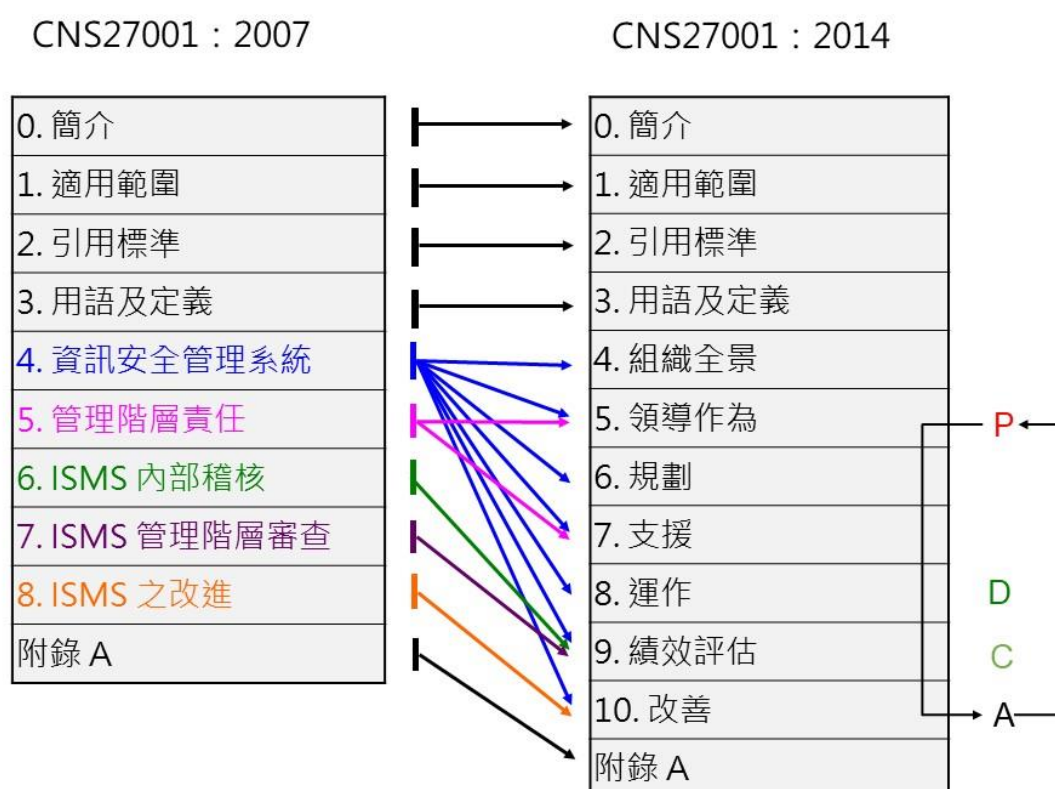 CNS27001：2007
0. 簡介
1. 適用範圍
2. 引用標準
3. 用語及定義
4. 資訊安全管理系統
5. 管理階層責任
6. ISMS 內部稽核
7. ISMS 管理階層審查
8. ISMS 之改進
附錄 A
CNS27001：2014
0. 簡介
1. 適用範圍
2. 引用標準
3. 用語及定義
4. 組織全景
5. 領導作為
6. 規劃
7. 支援
8. 運作
9. 績效評估
10. 改善
附錄 A
P
D
C
A